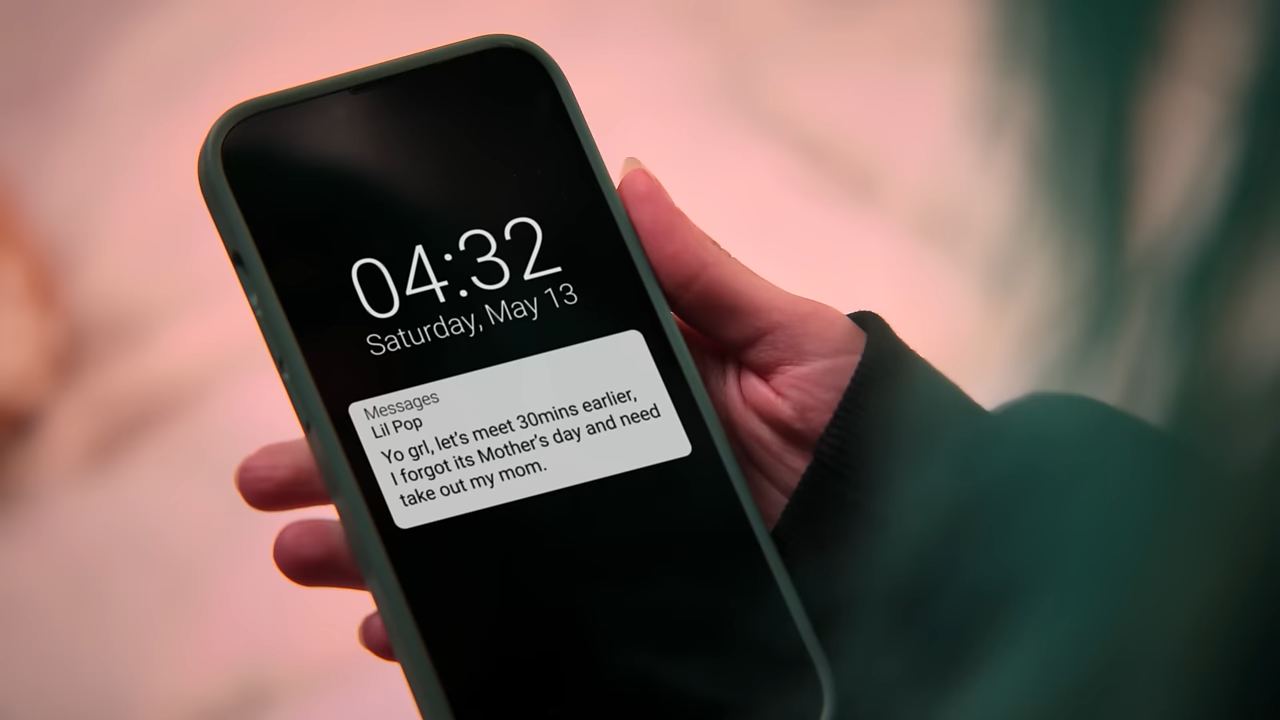 04:32
Saturday, May 13
Messages
Lil Pop
Yo grl, let's meet 30mins earlier,
I forgot its Mother's day and need
take out my mom.